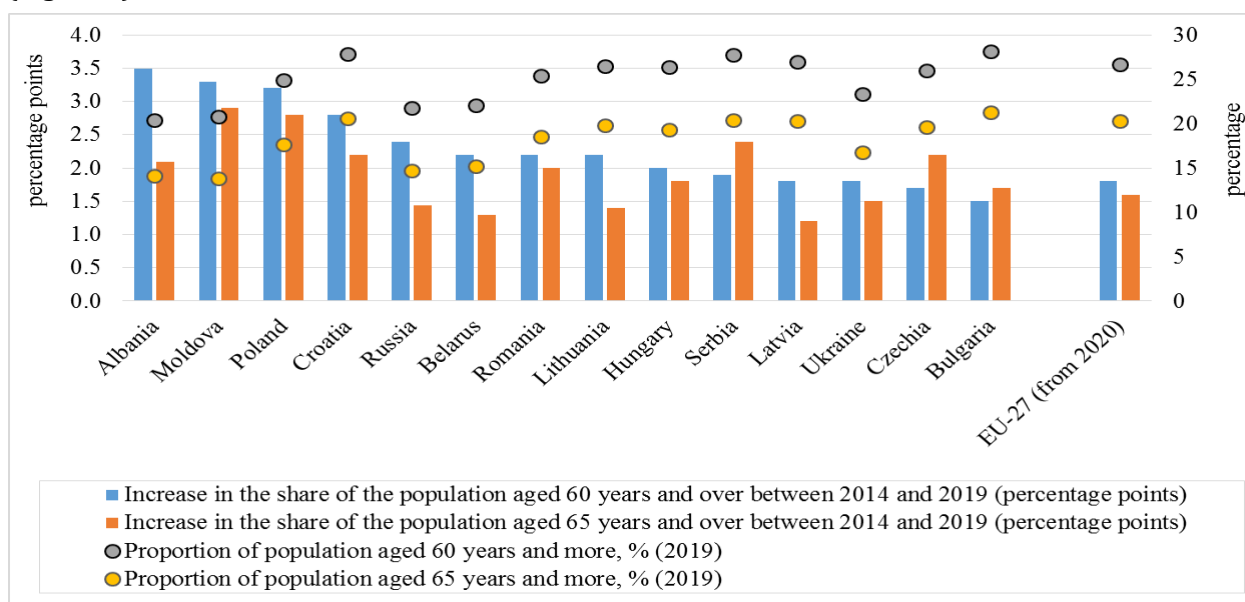 4.0
3.5
3.0
2.5
2.0
1.5
1.0
0.5
0.0
percentage points
30
25
20
15
10
5
0
percentage
Albania
Moldova
Poland
Croatia
Russia
Belarus
Romania
Lithuania
Hungary
Serbia
Latvia
Ukraine
Czechia
Bulgaria
EU-27 (from 2020)
Increase in the share of the population aged 60 years and over between 2014 and 2019 (percentage points)
Increase in the share of the population aged 65 years and over between 2014 and 2019 (percentage points)
Proportion of population aged 60 years and more, % (2019)
Proportion of population aged 65 years and more, % (2019)